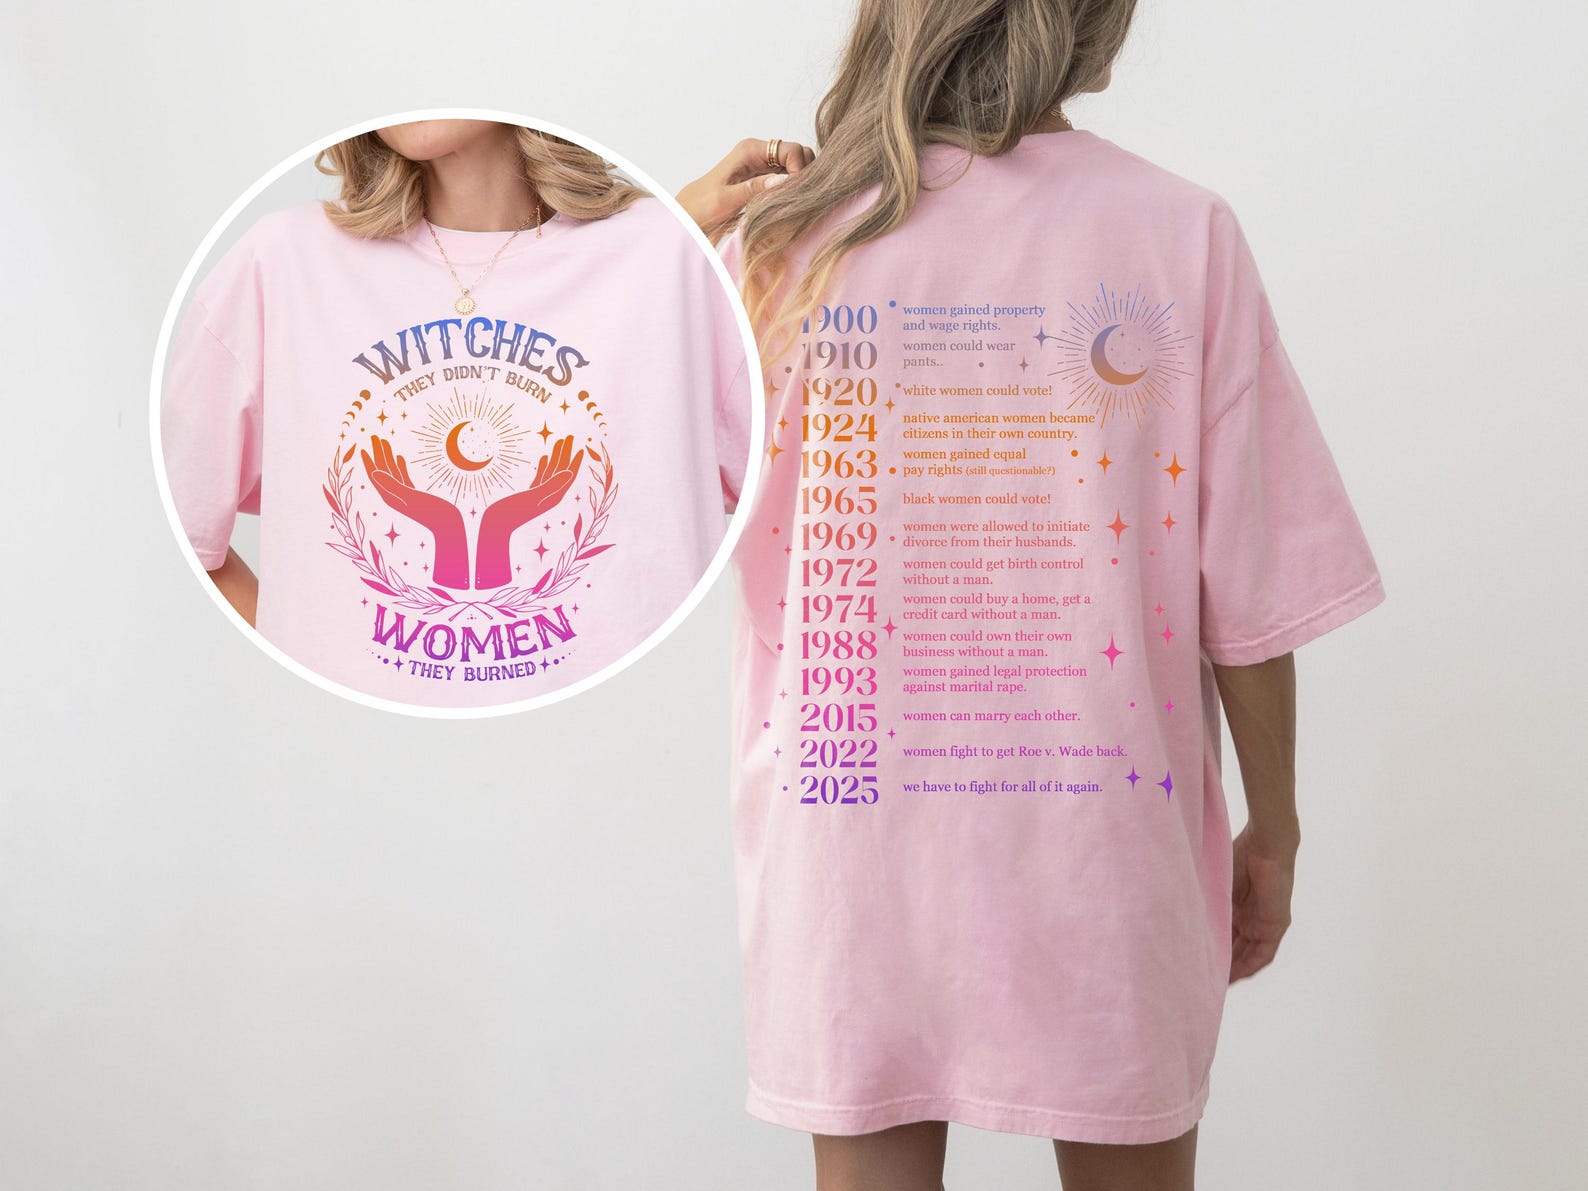 WITCHES
THEY DIDN'T BURN
WOMEN
THEY BURNED
1900 women gained property
and wage rights.
1910 women could wear
pants..
1920 white women could vote!
1924 native american women became
citizens in their own country.
1963 women gained equal
pay rights (still questionable?)
1965 black women could vote!
1969 women were allowed to initiate
divorce from their husbands.
1972 women could get birth control
without a man.
1974 women could buy a home, get a
credit card without a man.
1988 women could own their own
business without a man.
1993 women gained legal protection
against marital rape.
2015 women can marry each other.
2022 women fight to get Roe v. Wade back.
2025 we have to fight for all of it again.